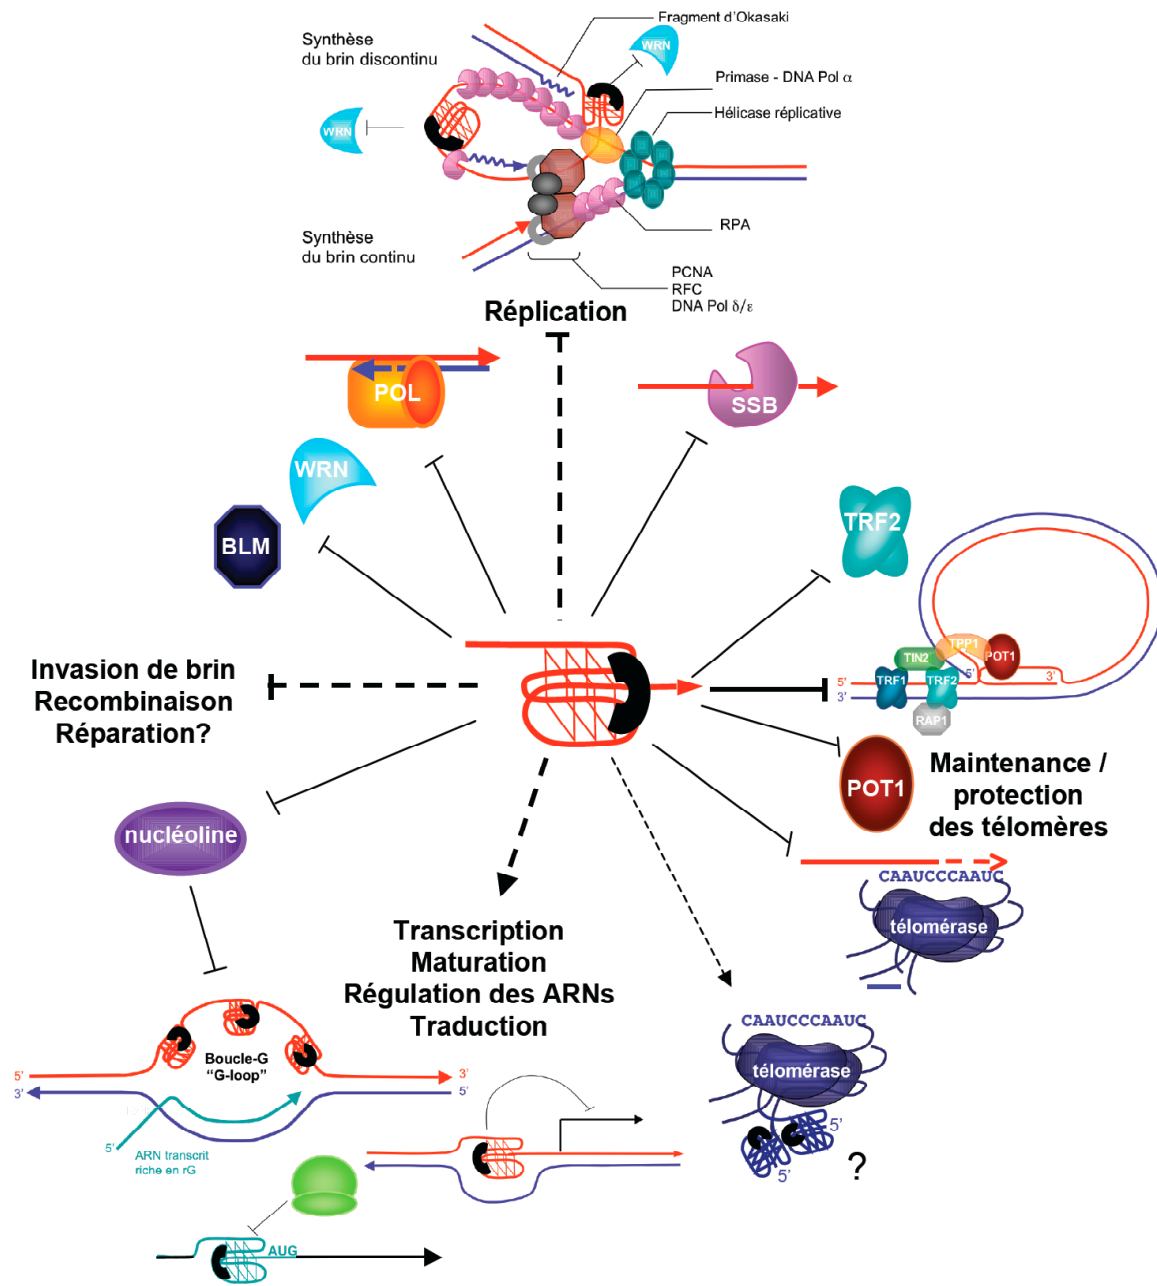 Fragment d'Okasaki
Synthèse
du brin discontinu
WRN
Primase - DNA Pol α
Hélicase réplicative
WRN
RPA
Synthèse
du brin continu
PCNA
RFC
DNA Pol δ/ε
Réplication
POL
SSB
WRN
BLM
TRF2
TPP1
POT1
TIN2
5'
3'
5'
3'
TRF1
TRF2
RAP1
Invasion de brin
Recombinaison
Réparation?
POT1
Maintenance /
protection
des télomères
nucléoline
CAAUCCCAAUC
télomérase
Transcription
Maturation
Régulation des ARNs
Traduction
CAAUCCCAAUC
télomérase
5'
5'
?
Boucle-G
"G-loop"
5'
3'
3'
5'
5'
ARN transcrit
riche en rG
AUG